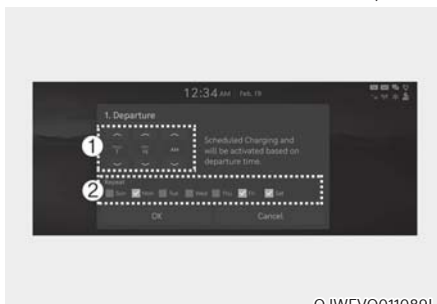 12:34 AM Feb. 19
1. Departure
AM
Scheduled Charging and
will be activated based on
departure time.
1
2
Repeat
Sun Mon Tue Wed Thu Fri Sat
OK Cancel